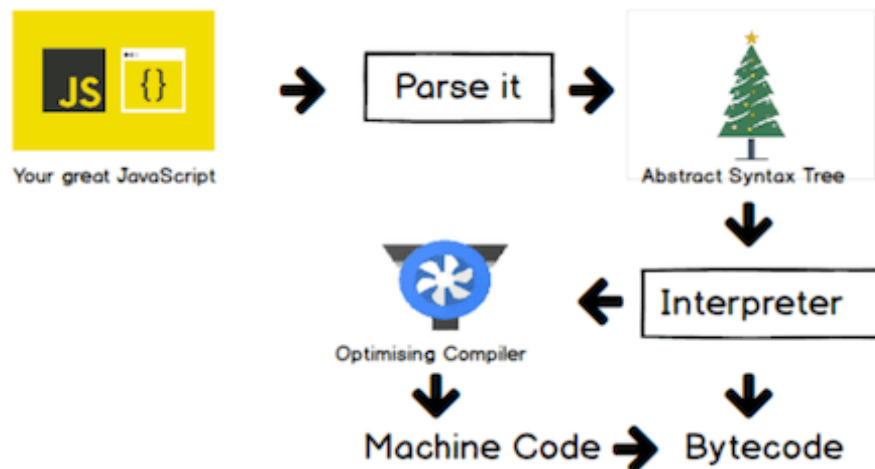 JS
{}
Your great JavaScript
Parse it
Abstract Syntax Tree
Optimising Compiler
Interpreter
Machine Code
Bytecode